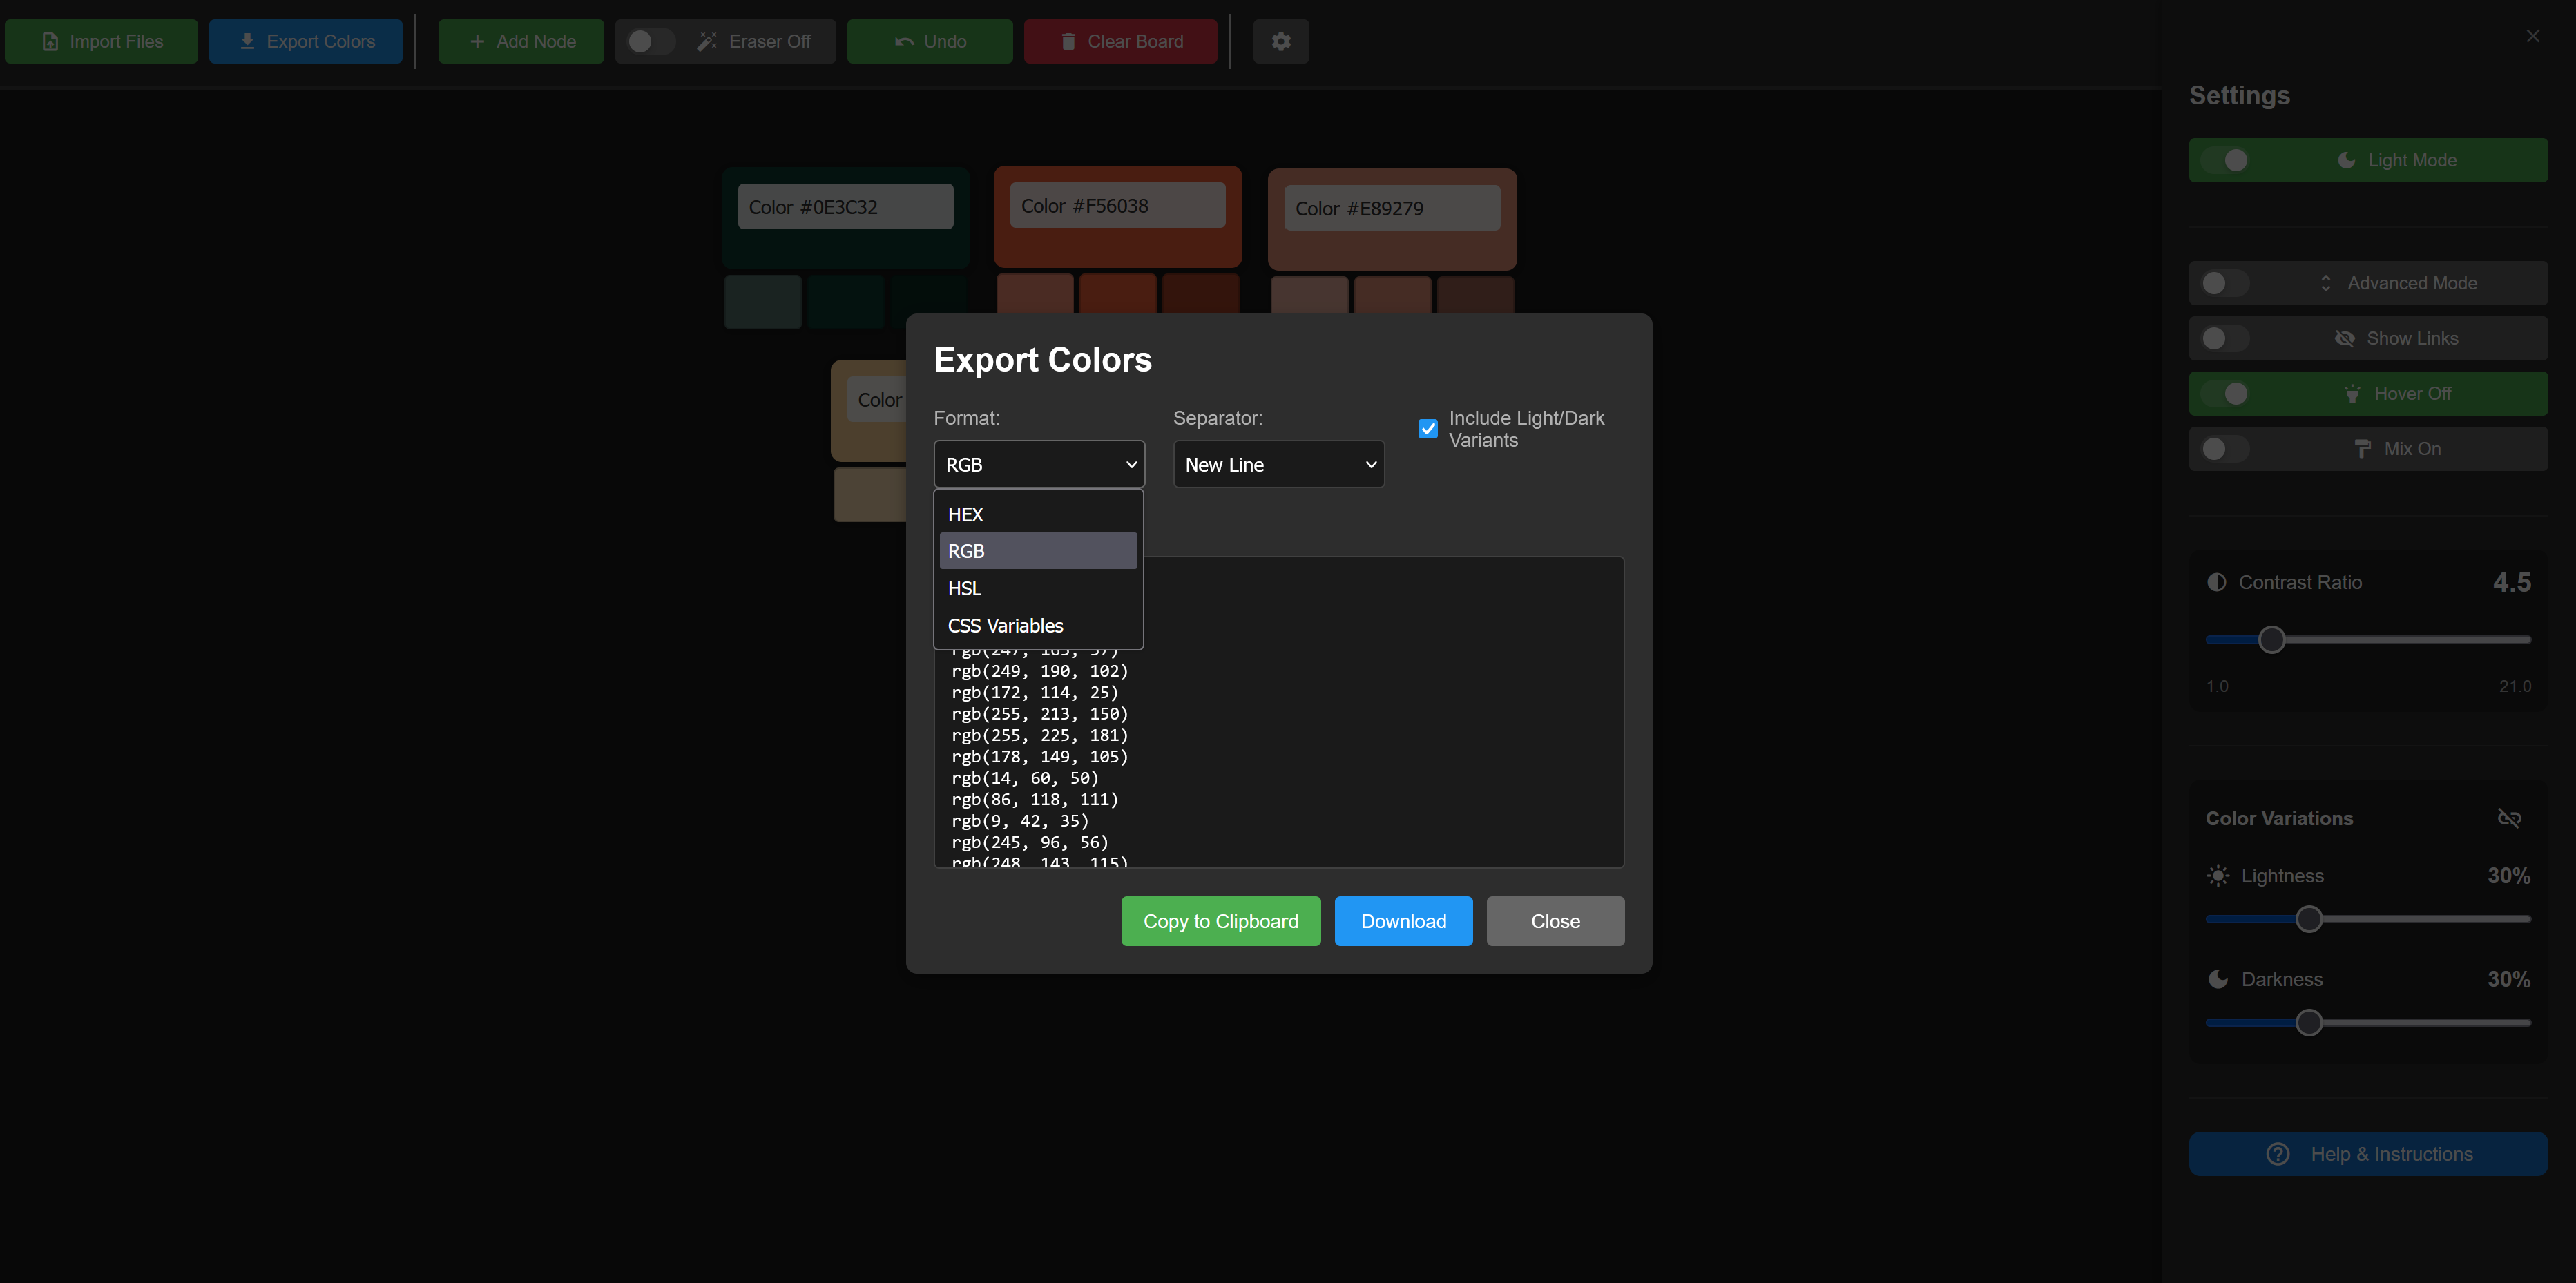 Import Files
Export Colors
Add Node
Eraser Off
Undo
Clear Board
Settings
Light Mode
Advanced Mode
Show Links
Hover Off
Mix On
Contrast Ratio
4.5
1.0
21.0
Color Variations
Lightness
30%
Darkness
30%
Help & Instructions
Color #0E3C32
Color #F56038
Color #E89279
Color
Export Colors
Format:
Separator:
Include Light/Dark
Variants
RGB
New Line
HEX
RGB
HSL
CSS Variables
rgb(249, 190, 102)
rgb(172, 114, 25)
rgb(255, 213, 150)
rgb(255, 225, 181)
rgb(178, 149, 105)
rgb(14, 60, 50)
rgb(86, 118, 111)
rgb(9, 42, 35)
rgb(245, 96, 56)
rgb(248, 143, 115)
Copy to Clipboard
Download
Close